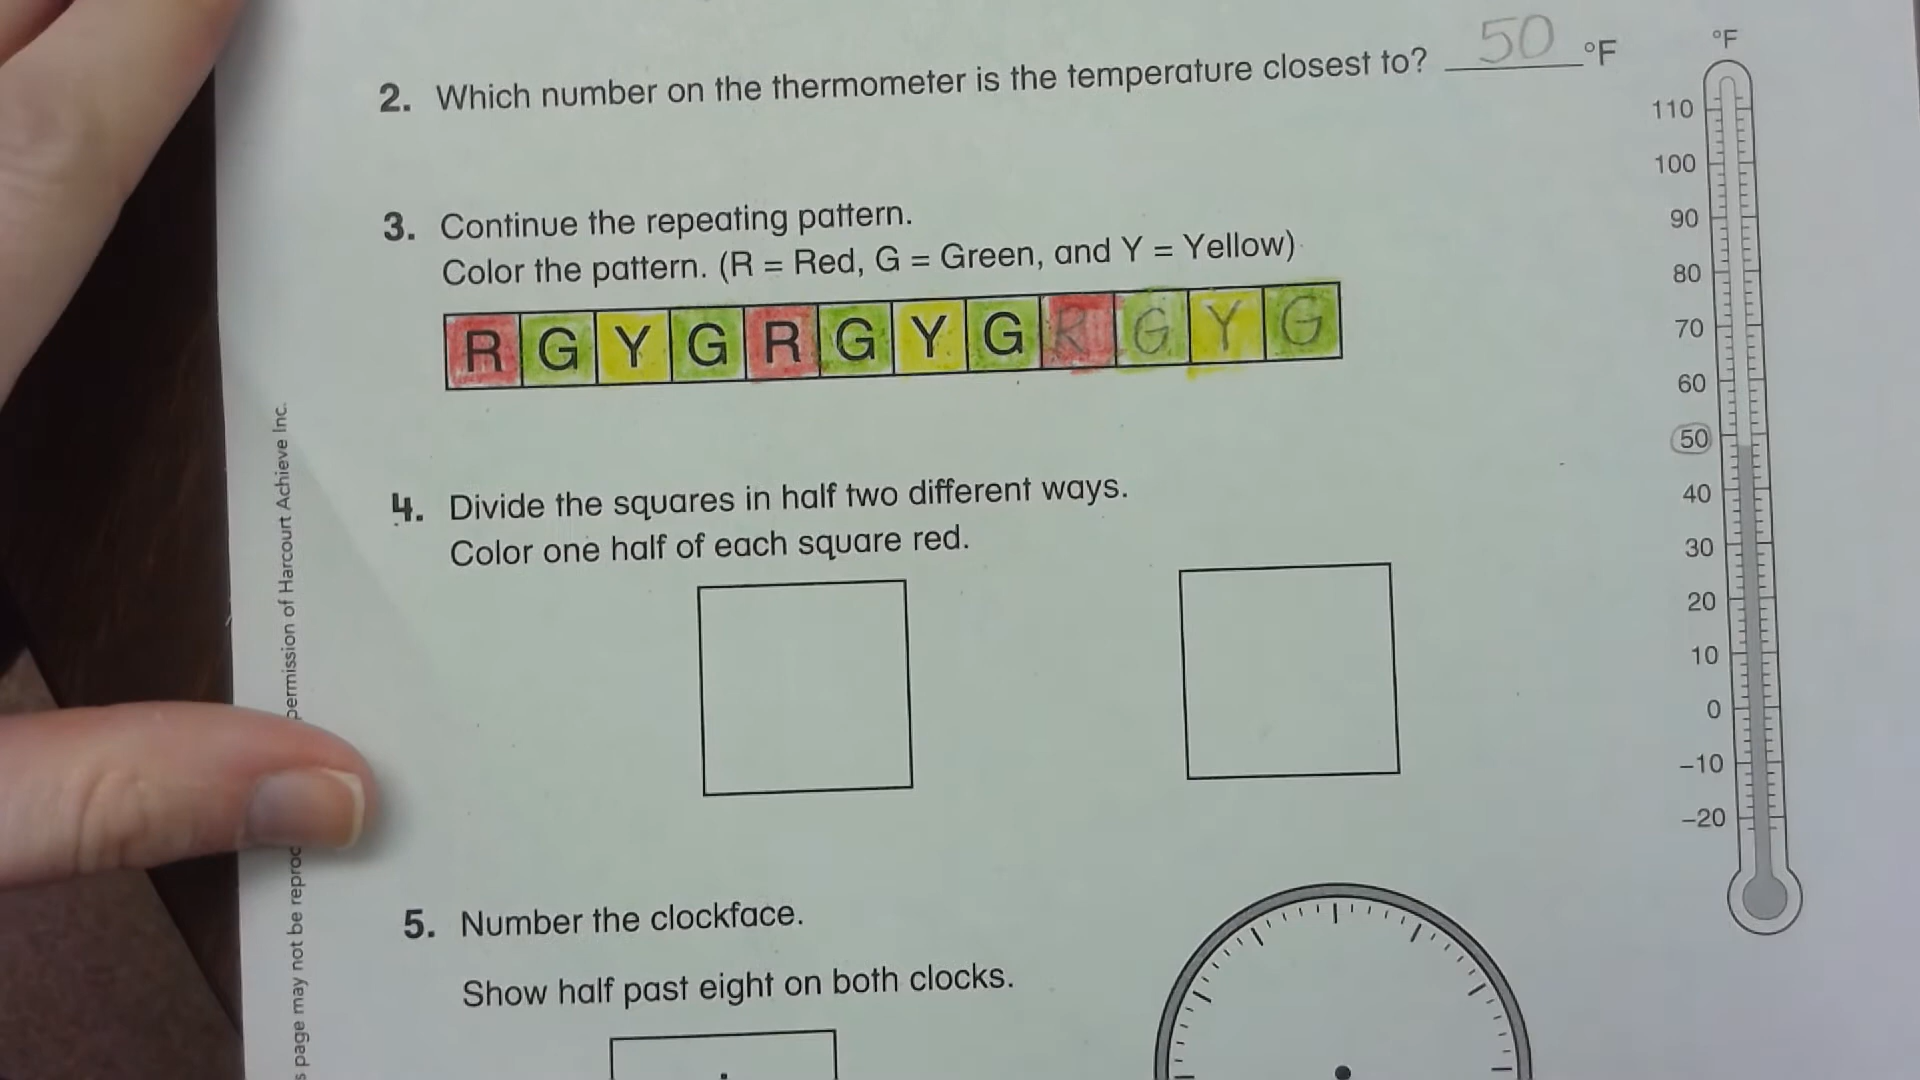 2. Which number on the thermometer is the temperature closest to? 50 °F
3. Continue the repeating pattern.
Color the pattern. (R = Red, G = Green, and Y = Yellow)
R G Y G R G Y G R G Y G
4. Divide the squares in half two different ways.
Color one half of each square red.
5. Number the clockface.
Show half past eight on both clocks.
°F
110
100
90
80
70
60
50
40
30
20
10
0
−10
−20
page may not be permission of Harcourt Achieve Inc.